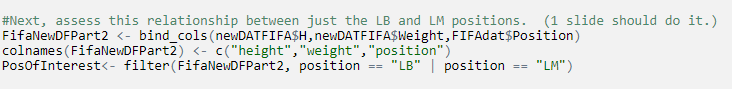 #Next, assess this relationship between just the LB and LM positions.  (1 slide should do it.)
FifaNewDFPart2 <- bind_cols(newDATFIFA$H,newDATFIFA$Weight,FIFAdat$Position)
colnames(FifaNewDFPart2) <- c("height","weight","position")
PosOfInterest<- filter(FifaNewDFPart2, position == "LB" | position == "LM")